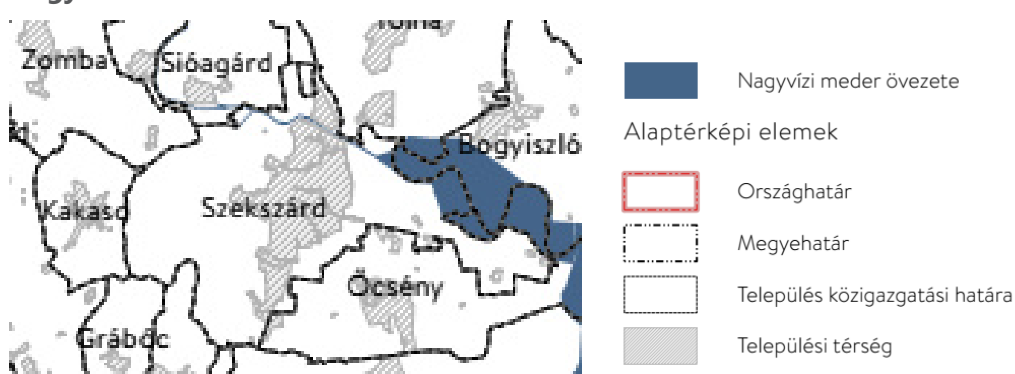 Tolna
Zomba
Sióagárd
Bogyiszló
Kakasd
Szekszárd
Őcsény
Grábóc
Nagyvízi meder övezete
Alaptérképi elemek
Országhatár
Megyehatár
Település közigazgatási határa
Települési térség